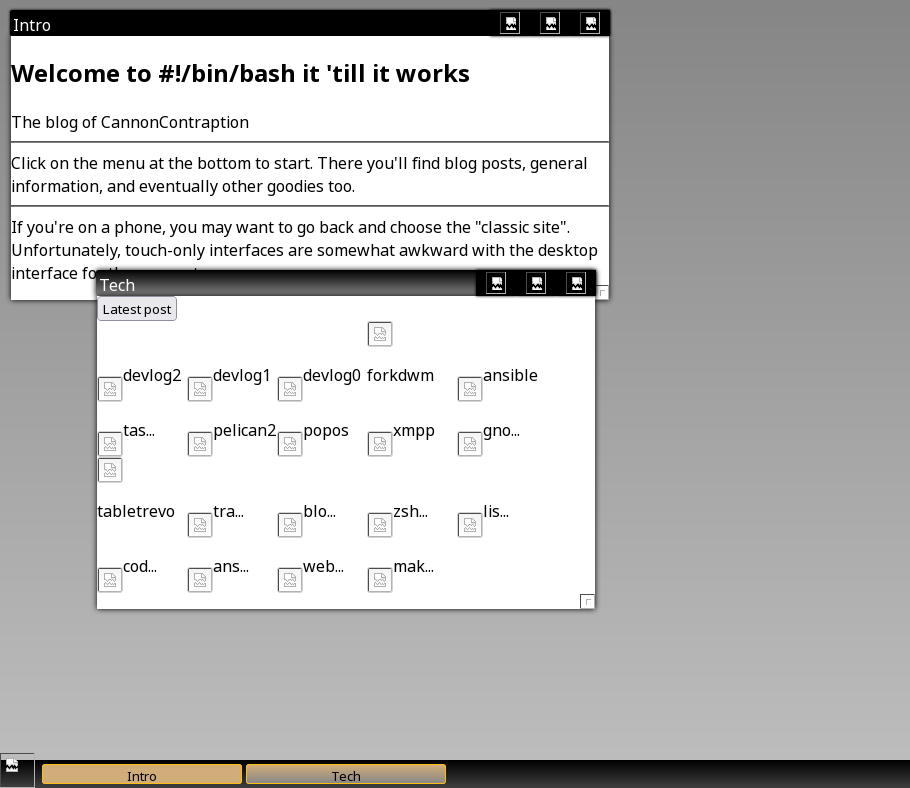 Intro
Welcome to #!/bin/bash it 'till it works
The blog of CannonContraption
Click on the menu at the bottom to start. There you'll find blog posts, general
information, and eventually other goodies too.
If you're on a phone, you may want to go back and choose the "classic site".
Unfortunately, touch-only interfaces are somewhat awkward with the desktop
interface
Tech
Latest post
devlog2 devlog1 devlog0 forkdwm ansible
tas... pelican2 popos xmpp gno...
tabletrevo tra... blo... zsh... lis...
cod... ans... web... mak...
Intro Tech